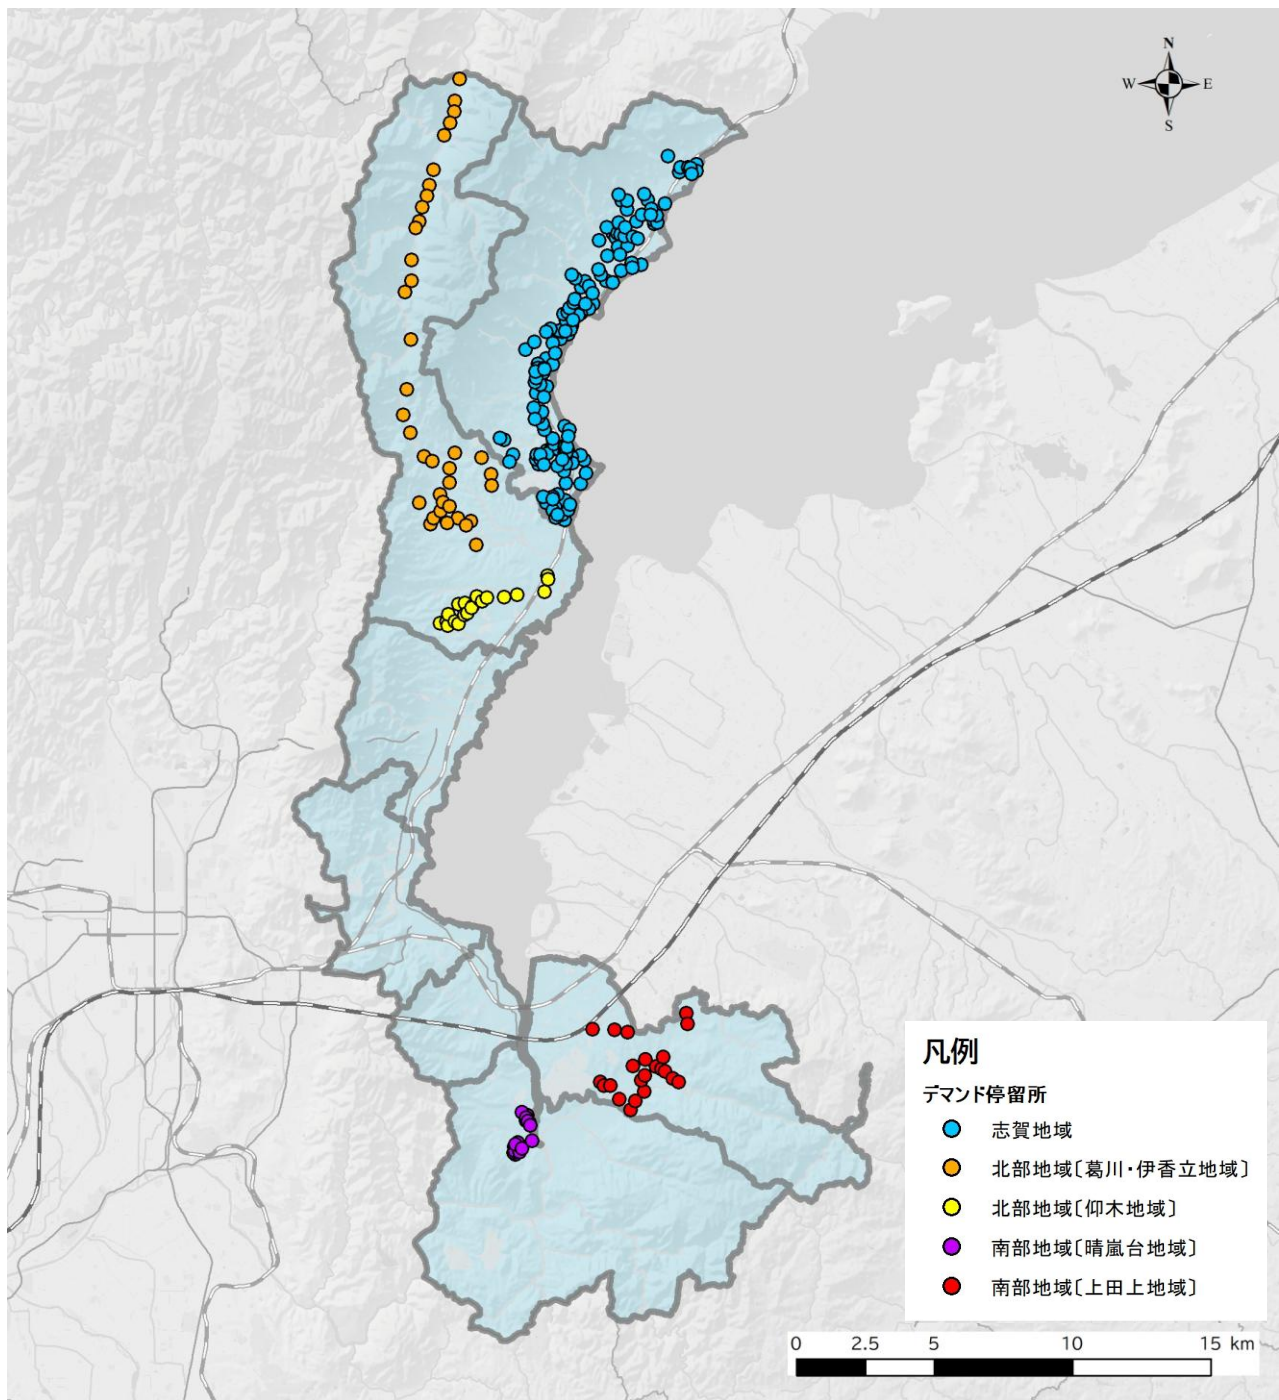 N
W E
S
凡例
デマンド停留所
志賀地域
北部地域〔葛川・伊香立地域〕
北部地域〔仰木地域〕
南部地域〔晴嵐台地域〕
南部地域〔上田上地域〕
0 2.5 5 10 15 km